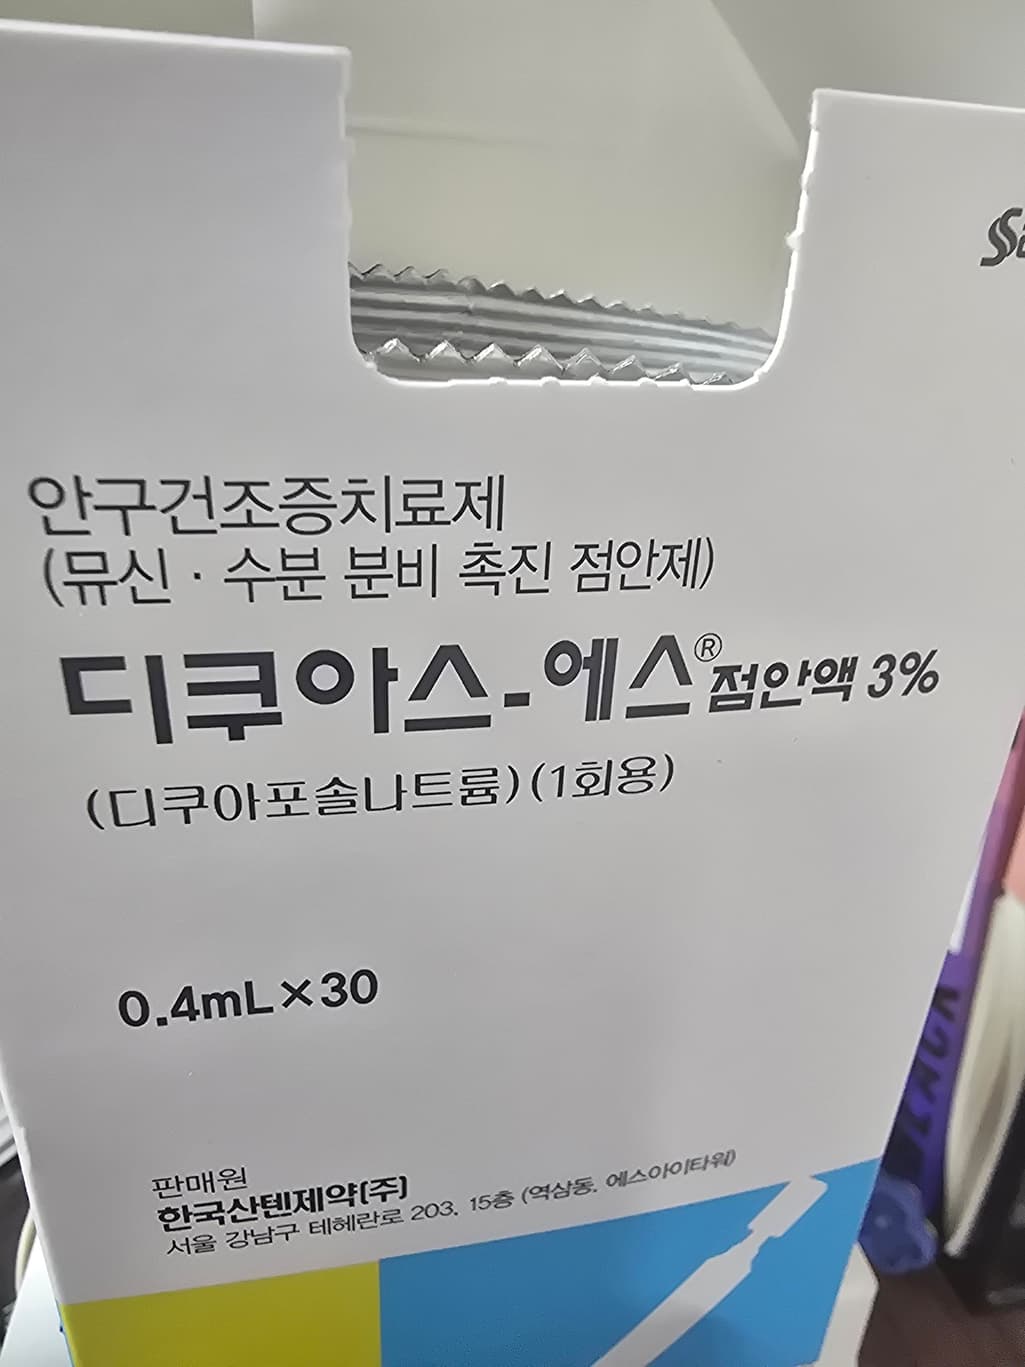 안구건조증치료제
(뮤신 · 수분 분비 촉진 점안제)
디쿠아스-에스® 점안액 3%
(디쿠아포솔나트륨)(1회용)
0.4mL×30
판매원
한국산텐제약(주)
서울 강남구 테헤란로 203. 15층 (역삼동, 에스아이타워)